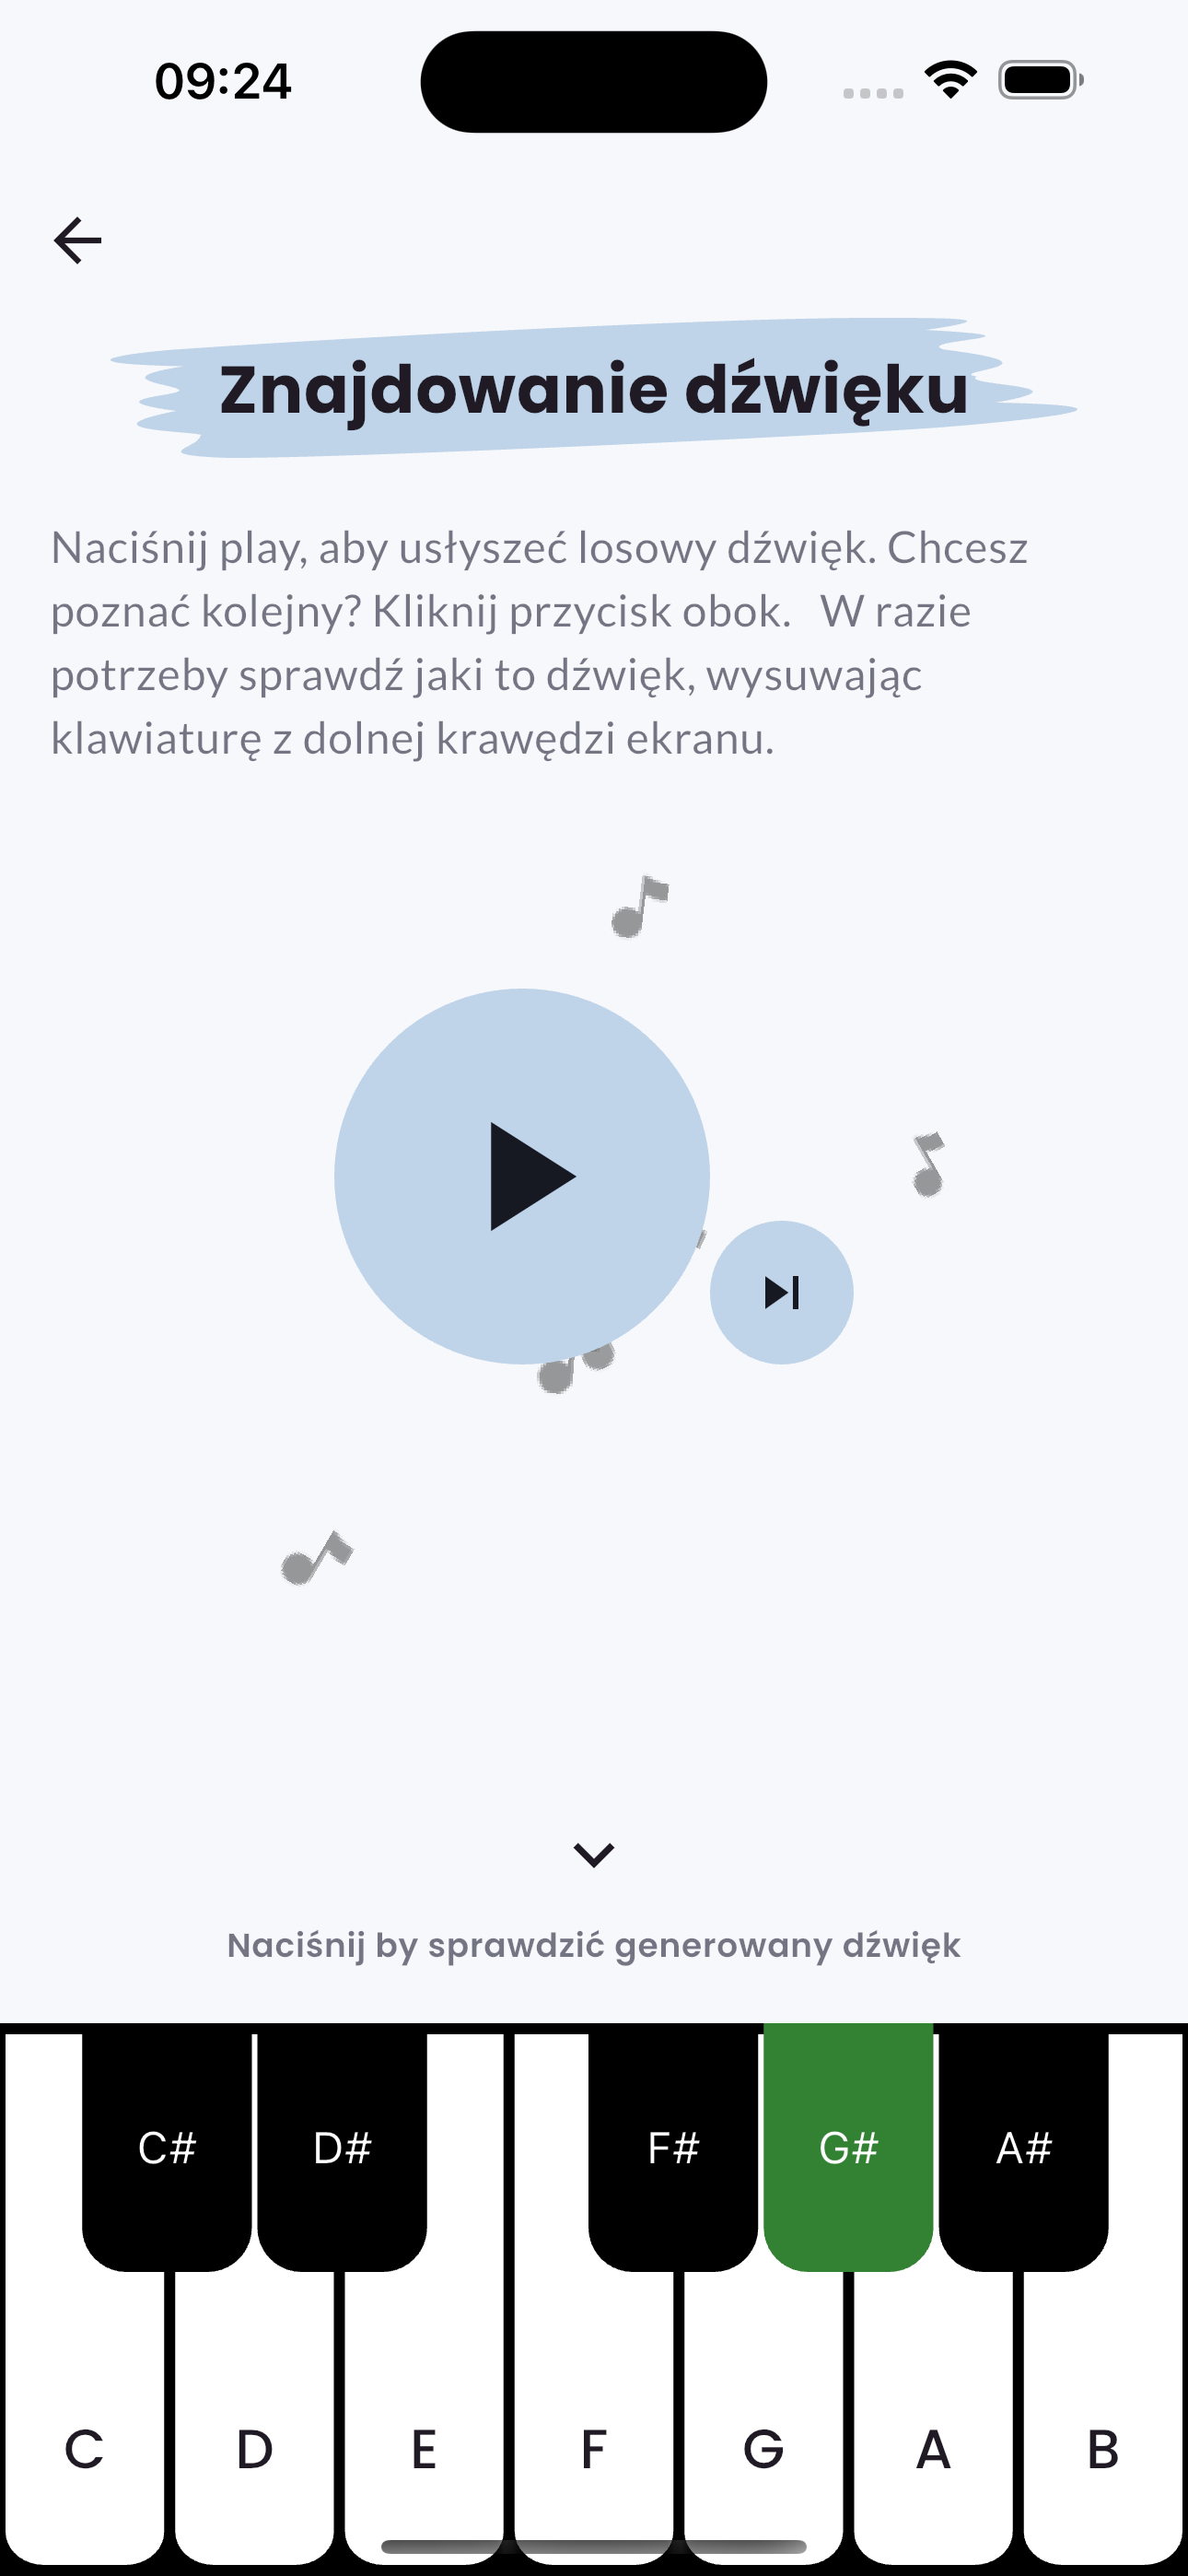 09:24
Znajdowanie dźwięku
Naciśnij play, aby usłyszeć losowy dźwięk. Chcesz
poznać kolejny? Kliknij przycisk obok.   W razie
potrzeby sprawdź jaki to dźwięk, wysuwając
klawiaturę z dolnej krawędzi ekranu.
Naciśnij by sprawdzić generowany dźwięk
C# D# F# G# A#
C D E F G A B